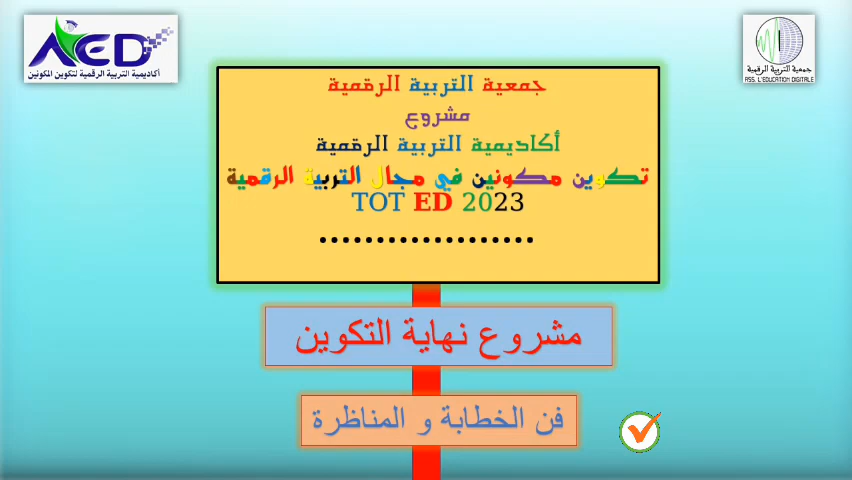 AED
أكاديمية التربية الرقمية لتكوين المكونين
جمعية التربية الرقمية
ASS. L'EDUCATION DIGITALE
جمعية التربية الرقمية
مشروع
أكاديمية التربية الرقمية
تكوين مكونين في مجال التربية الرقمية
TOT ED 2023
...................
مشروع نهاية التكوين
فن الخطابة و المناظرة